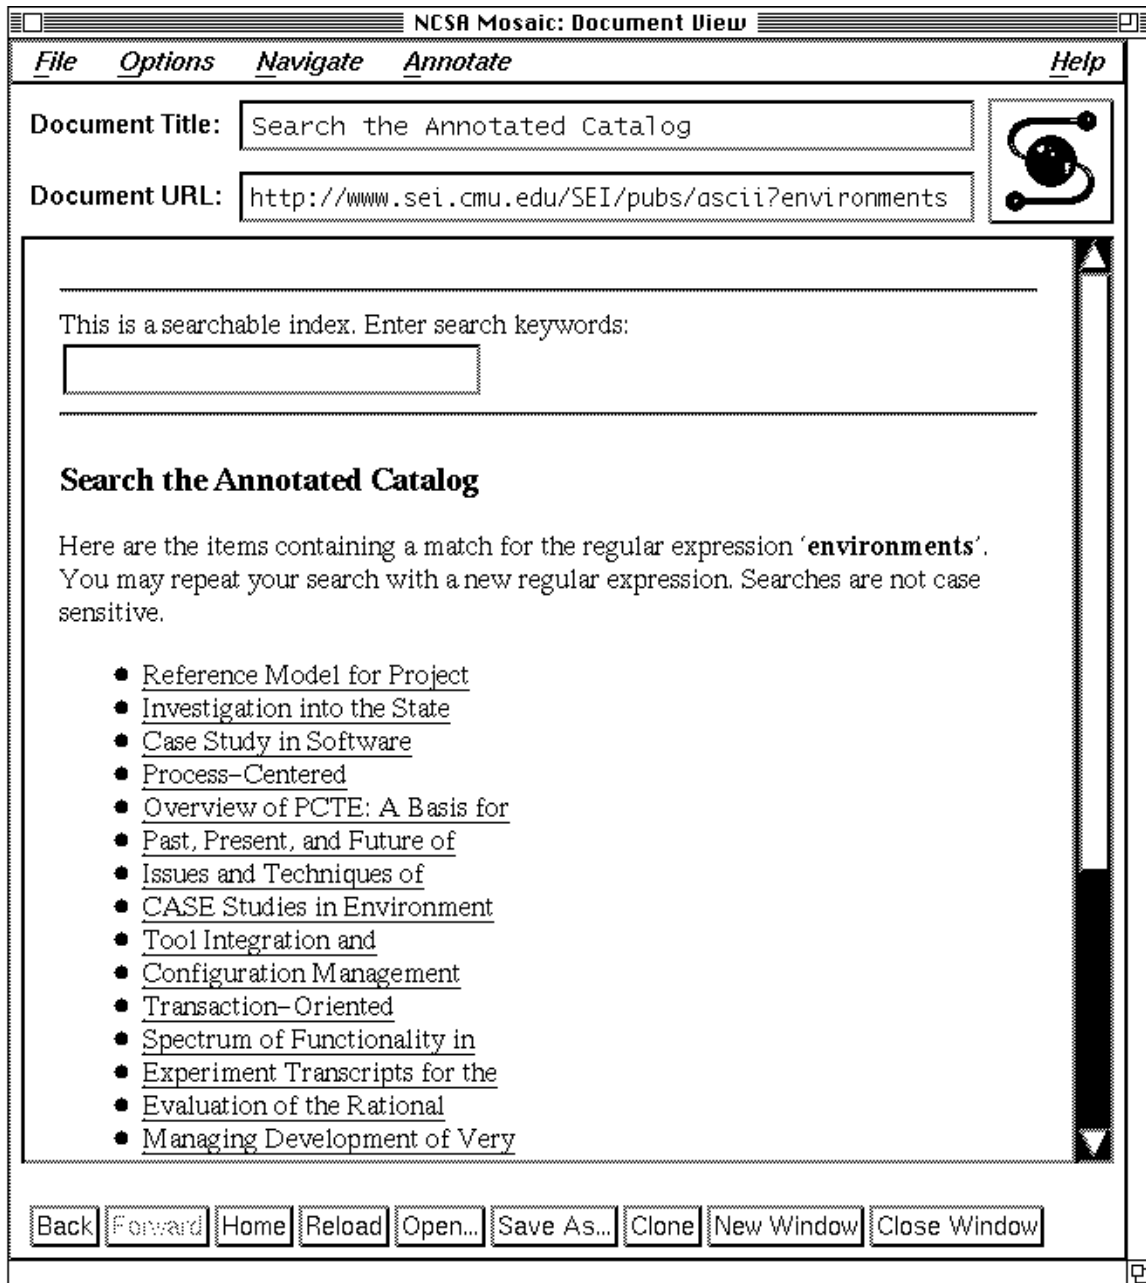 NCSA Mosaic: Document View
File Options Navigate Annotate Help
Document Title: Search the Annotated Catalog
Document URL: http://www.sei.cmu.edu/SEI/pubs/ascii?environments
This is a searchable index. Enter search keywords:
Search the Annotated Catalog
Here are the items containing a match for the regular expression ‘environments’.
You may repeat your search with a new regular expression. Searches are not case
sensitive.
Reference Model for Project
Investigation into the State
Case Study in Software
Process–Centered
Overview of PCTE: A Basis for
Past, Present, and Future of
Issues and Techniques of
CASE Studies in Environment
Tool Integration and
Configuration Management
Transaction–Oriented
Spectrum of Functionality in
Experiment Transcripts for the
Evaluation of the Rational
Managing Development of Very
Back Forward Home Reload Open... Save As... Clone New Window Close Window